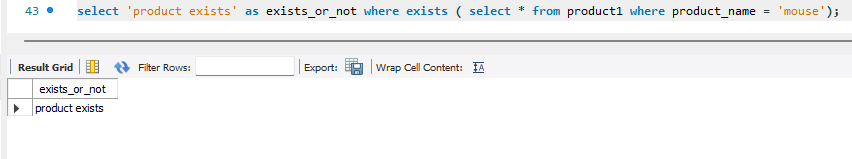 43 select 'product exists' as exists_or_not where exists ( select * from product1 where product_name = 'mouse');
Result Grid Filter Rows: Export: Wrap Cell Content: IA
exists_or_not
product exists